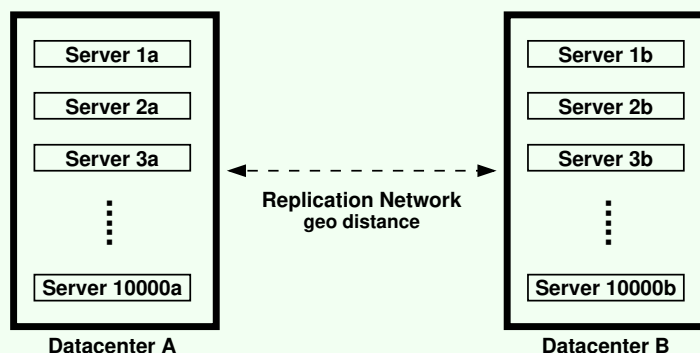 Server 1a
Server 2a
Server 3a
Server 10000a
Datacenter A
Replication Network
geo distance
Server 1b
Server 2b
Server 3b
Server 10000b
Datacenter B